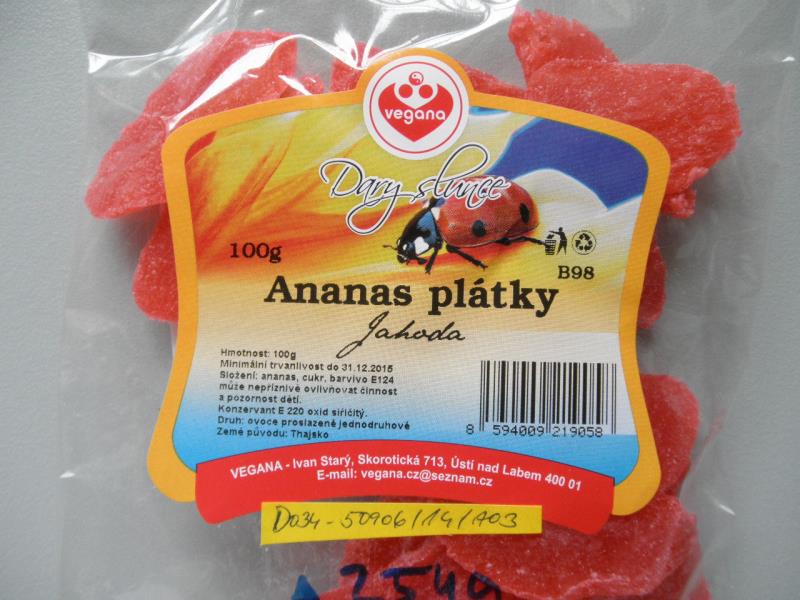 vegana
Dary slunce
100g
B98
Ananas plátky
Jahoda
Hmotnost: 100g
Minimální trvanlivost do 31.12.2015
Složení: ananas, cukr, barvivo E124
může nepříznivě ovlivňovat činnost
a pozornost dětí.
Konzervant E 220 oxid siřičitý.
Druh: ovoce proslazené jednodruhové
Země původu: Thajsko
8 594009 219058
VEGANA - Ivan Starý, Skorotická 713, Ústí nad Labem 400 01
E-mail: vegana.cz@seznam.cz
D034-50906/14/A03